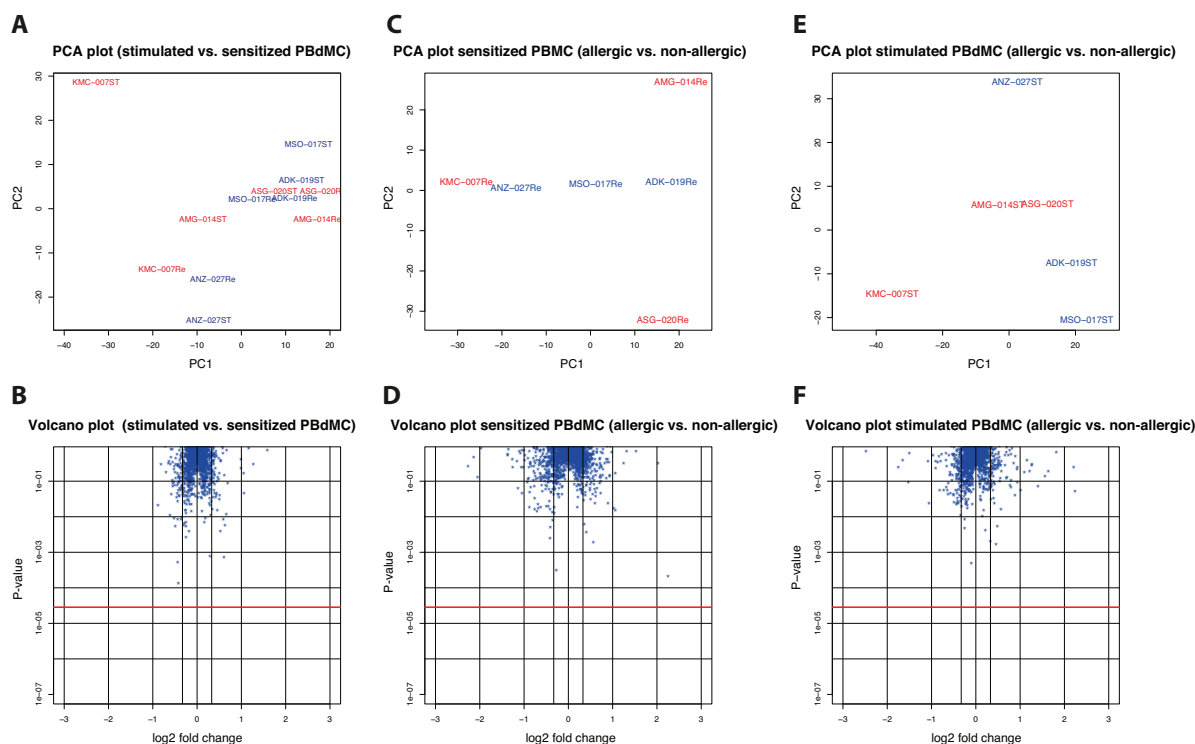 A
PCA plot (stimulated vs. sensitized PBdMC)
PC2
30
20
10
0
−10
−20
KMC−007ST
MSO−017ST
ADK−019ST
ASG−020ST
ASG−020R
MSO−017Re
ADK−019Re
AMG−014ST
AMG−014Re
KMC−007Re
ANZ−027Re
ANZ−027ST
−40 −30 −20 −10 0 10 20
PC1
C
PCA plot sensitized PBMC (allergic vs. non-allergic)
PC2
20
10
0
−10
−20
−30
AMG−014Re
KMC−007Re
ANZ−027Re
MSO−017Re
ADK−019Re
ASG−020Re
−30 −20 −10 0 10 20
PC1
E
PCA plot stimulated PBdMC (allergic vs. non-allergic)
PC2
30
20
10
0
−10
−20
ANZ−027ST
AMG−014ST
ASG−020ST
ADK−019ST
KMC−007ST
MSO−017ST
−40 −20 0 20
PC1
B
Volcano plot (stimulated vs. sensitized PBdMC)
P-value
1e−01
1e−03
1e−05
1e−07
−3 −2 −1 0 1 2 3
log2 fold change
D
Volcano plot sensitized PBdMC (allergic vs. non-allergic)
P-value
1e−01
1e−03
1e−05
1e−07
−3 −2 −1 0 1 2 3
log2 fold change
F
Volcano plot stimulated PBdMC (allergic vs. non-allergic)
P−value
1e−01
1e−03
1e−05
1e−07
−3 −2 −1 0 1 2 3
log2 fold change